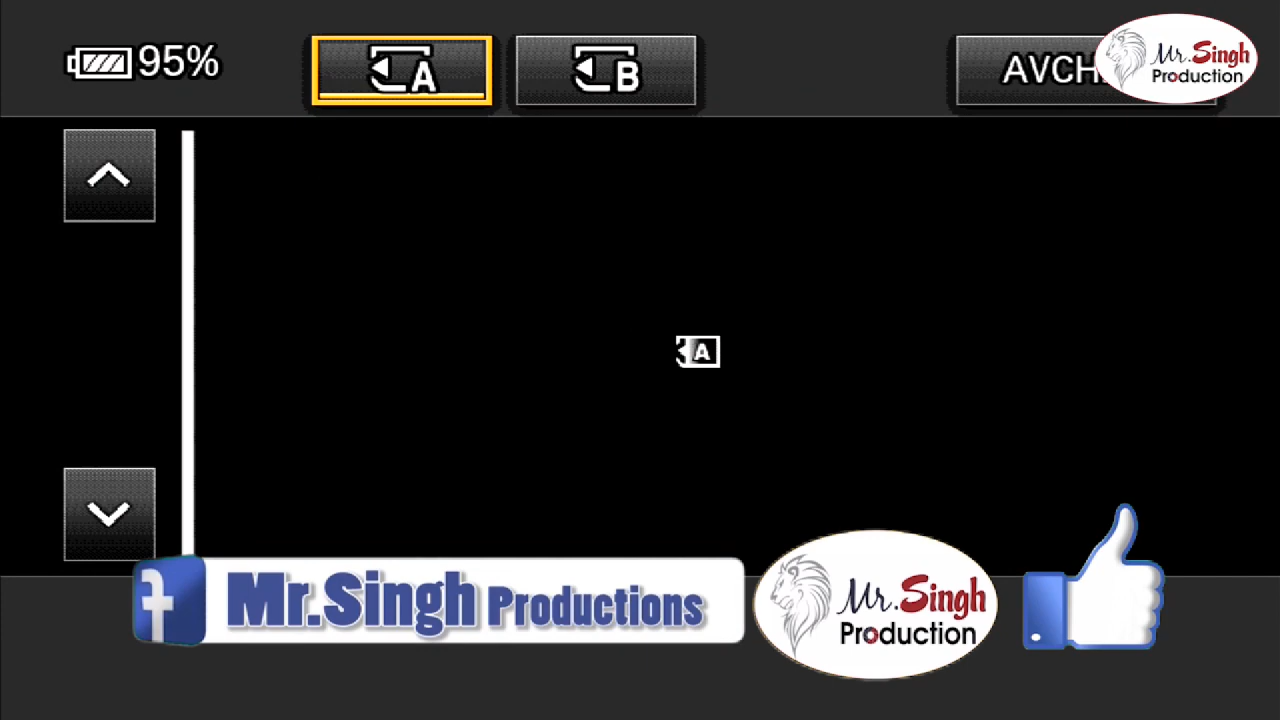 95%
A
B
AVCH
Mr.Singh
Production
A
f
Mr.Singh Productions
Mr.Singh
Production